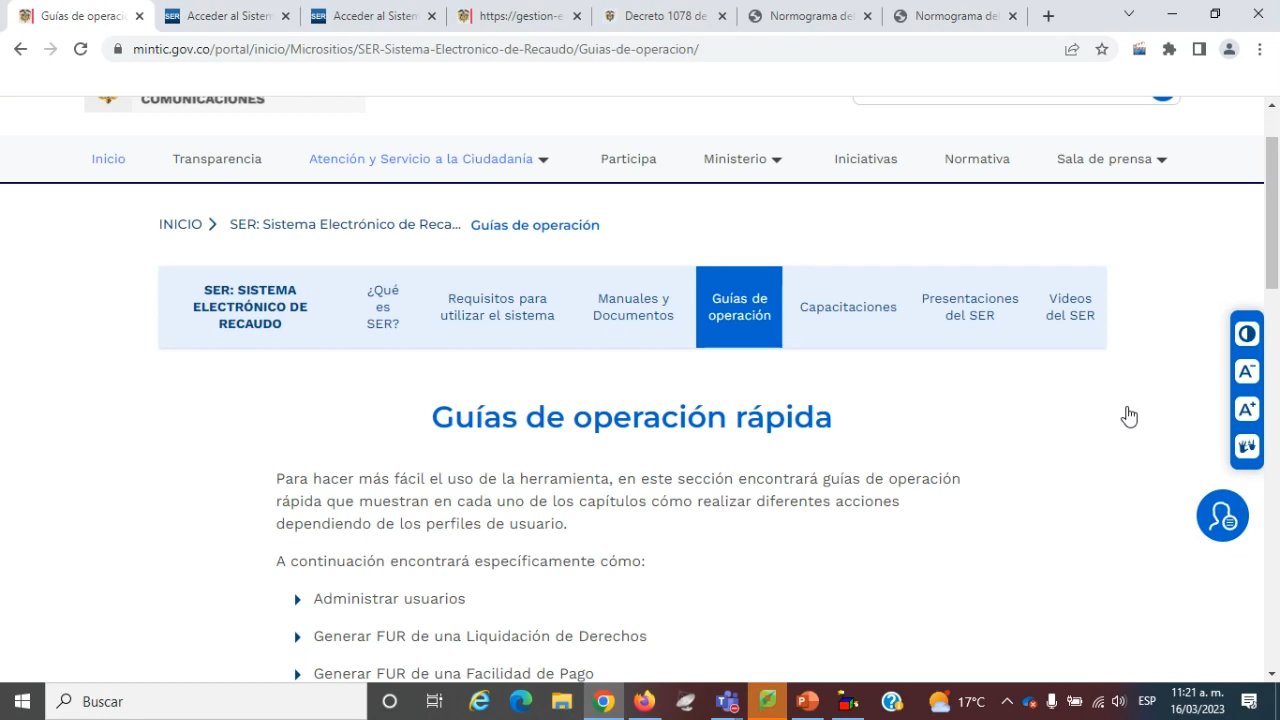 Guías de operaci
SER Acceder al Sistem
SER Acceder al Sistem
https://gestion-e
Decreto 1078 de
Normograma del
Normograma del
mintic.gov.co/portal/inicio/Micrositios/SER-Sistema-Electronico-de-Recaudo/Guias-de-operacion/
COMUNICACIONES
Inicio
Transparencia
Atención y Servicio a la Ciudadanía
Participa
Ministerio
Iniciativas
Normativa
Sala de prensa
INICIO
SER: Sistema Electrónico de Reca...
Guías de operación
SER: SISTEMA
ELECTRÓNICO DE
RECAUDO
¿Qué
es
SER?
Requisitos para
utilizar el sistema
Manuales y
Documentos
Guías de
operación
Capacitaciones
Presentaciones
del SER
Videos
del SER
A-
A+
Guías de operación rápida
Para hacer más fácil el uso de la herramienta, en este sección encontrará guías de operación
rápida que muestran en cada uno de los capítulos cómo realizar diferentes acciones
dependiendo de los perfiles de usuario.
A continuación encontrará específicamente cómo:
Administrar usuarios
Generar FUR de una Liquidación de Derechos
Generar FUR de una Facilidad de Pago
Buscar
17°C
ESP
11:21 a. m.
16/03/2023